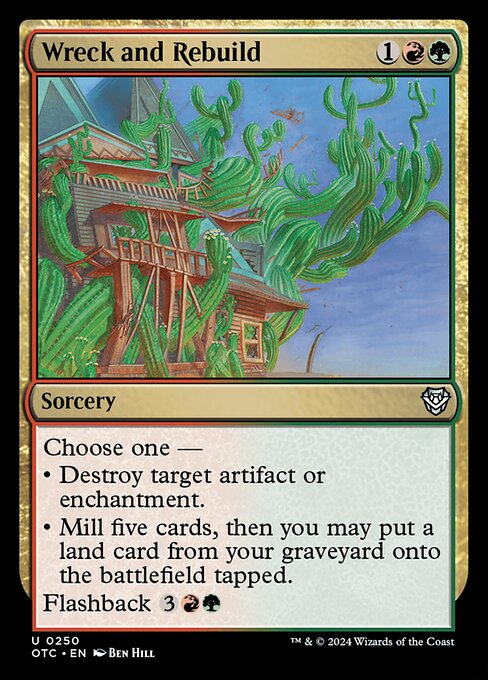 Wreck and Rebuild 1
Sorcery
Choose one —
• Destroy target artifact or
enchantment.
• Mill five cards, then you may put a
land card from your graveyard onto
the battlefield tapped.
Flashback 3
U 0250
OTC • EN Ben Hill
™ & © 2024 Wizards of the Coast